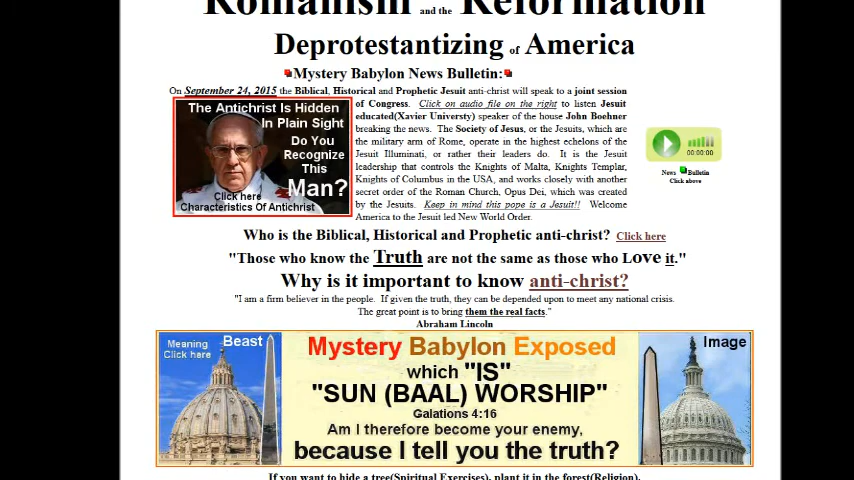 Romanism and the Reformation
Deprotestantizing of America
Mystery Babylon News Bulletin:
On September 24, 2015 the Biblical, Historical and Prophetic Jesuit anti-christ will speak to a joint session
of Congress. Click on audio file on the right to listen Jesuit
educated(Xavier Universty) speaker of the house John Boehner
breaking the news. The Society of Jesus, or the Jesuits, which are
the military arm of Rome, operate in the highest echelons of the
Jesuit Illuminati, or rather their leaders do. It is the Jesuit
leadership that controls the Knights of Malta, Knights Templar,
Knights of Columbus in the USA, and works closely with another
secret order of the Roman Church, Opus Dei, which was created
by the Jesuits. Keep in mind this pope is a Jesuit!! Welcome
America to the Jesuit led New World Order.
The Antichrist Is Hidden
In Plain Sight
Do You
Recognize
This
Man?
Click here
Characteristics Of Antichrist
00:00:00
News Bulletin
Click above
Who is the Biblical, Historical and Prophetic anti-christ? Click here
"Those who know the Truth are not the same as those who Love it."
Why is it important to know anti-christ?
"I am a firm believer in the people. If given the truth, they can be depended upon to meet any national crisis.
The great point is to bring them the real facts."
Abraham Lincoln
Meaning
Click here
Beast
Mystery Babylon Exposed
which "IS"
"SUN (BAAL) WORSHIP"
Galations 4:16
Am I therefore become your enemy,
because I tell you the truth?
Image
If you want to hide a tree(Spiritual Exercises), plant it in the forest(Religion).